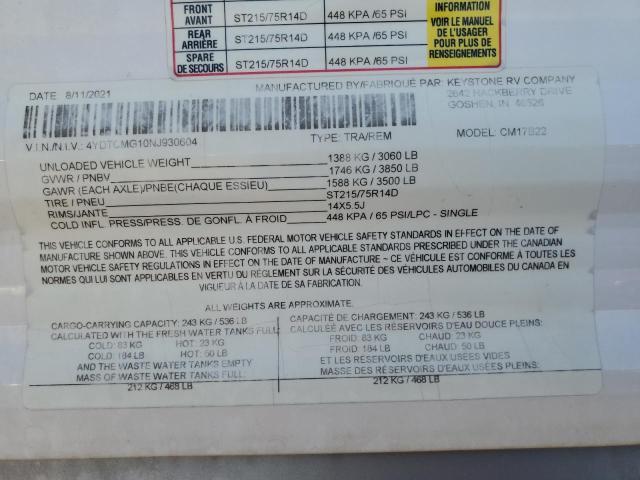 FRONT
AVANT
ST215/75R14D
448 KPA /65 PSI
REAR
ARRIÈRE
ST215/75R14D
448 KPA /65 PSI
SPARE
DE SECOURS
ST215/75R14D
448 KPA /65 PSI
INFORMATION
VOIR LE MANUEL
DE L'USAGER
POUR PLUS DE
RENSEIGNEMENTS
MANUFACTURED BY/FABRIQUÉ PAR: KEYSTONE RV COMPANY
DATE 8/11/2021
2642 HACKBERRY DRIVE
GOSHEN, IN 46526
V.I.N./N.I.V.: 4YDTCMG10NJ930604
TYPE: TRA/REM
MODEL: CM17B22
UNLOADED VEHICLE WEIGHT 1388 KG / 3060 LB
GVWR / PNBV 1746 KG / 3850 LB
GAWR (EACH AXLE)/PNBE(CHAQUE ESSIEU) 1588 KG / 3500 LB
TIRE / PNEU ST215/75R14D
RIMS/JANTE 14X5.5J
COLD INFL. PRESS/PRESS. DE GONFL. A FROID 448 KPA / 65 PSI/LPC - SINGLE
THIS VEHICLE CONFORMS TO ALL APPLICABLE U.S. FEDERAL MOTOR VEHICLE SAFETY STANDARDS IN EFFECT ON THE DATE OF
MANUFACTURE SHOWN ABOVE. THIS VEHICLE CONFORMS TO ALL APPLICABLE STANDARDS PRESCRIBED UNDER THE CANADIAN
MOTOR VEHICLE SAFETY REGULATIONS IN EFFECT ON THE DATE OF MANUFACTURE ~ CE VÉHICULE EST CONFORME À TOUTES LES
NORMES QUI LUI SONT APPLICABLES EN VERTU DU RÈGLEMENT SUR LA SÉCURITÉ DES VÉHICULES AUTOMOBILES DU CANADA EN
VIGUEUR À LA DATE DE SA FABRICATION.
ALL WEIGHTS ARE APPROXIMATE.
CARGO-CARRYING CAPACITY: 243 KG / 536 LB
CALCULATED WITH THE FRESH WATER TANKS FULL:
COLD: 83 KG HOT: 23 KG
COLD: 184 LB HOT: 50 LB
AND THE WASTE WATER TANKS EMPTY
MASS OF WASTE WATER TANKS FULL:
212 KG / 468 LB
CAPACITÉ DE CHARGEMENT: 243 KG / 536 LB
CALCULÉE AVEC LES RÉSERVOIRS D'EAU DOUCE PLEINS:
FROID: 83 KG CHAUD: 23 KG
FROID: 184 LB CHAUD: 50 LB
ET LES RÉSERVOIRS D'EAUX USÉES VIDES
MASSE DES RÉSERVOIRS D'EAUX USÉES PLEINS:
212 KG / 468 LB